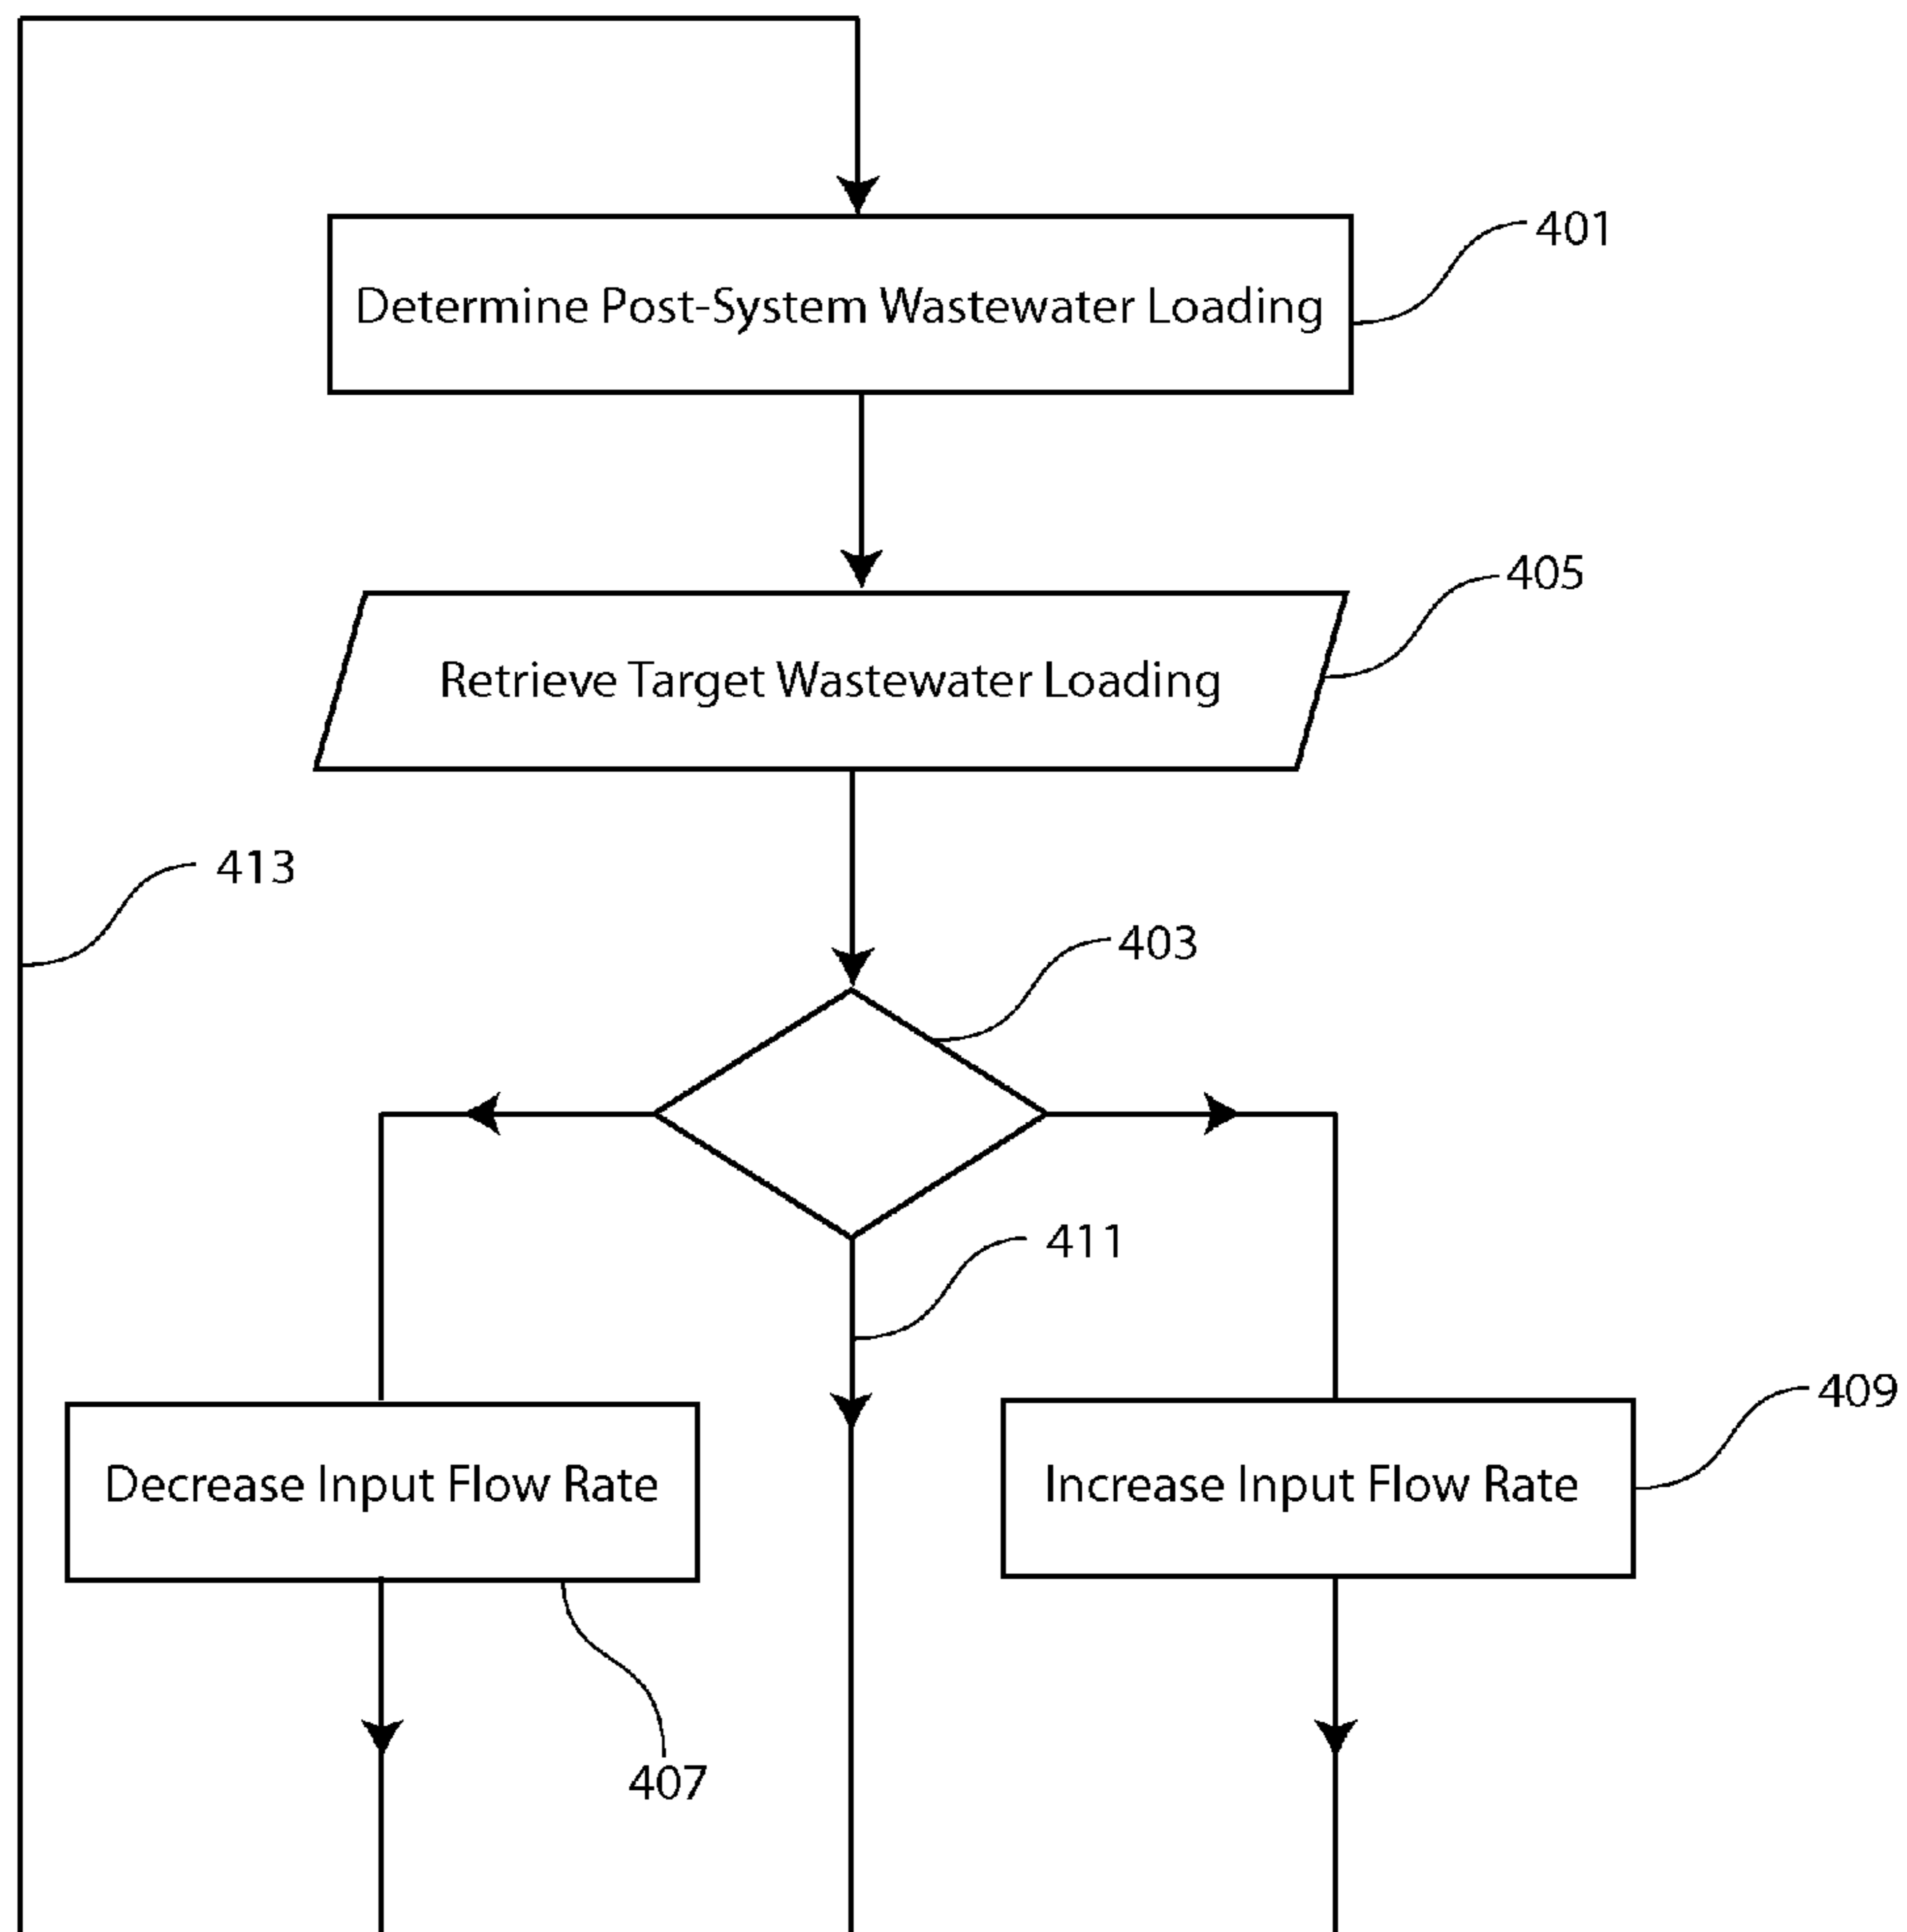 401
Determine Post-System Wastewater Loading
405
Retrieve Target Wastewater Loading
413
403
411
409
Decrease Input Flow Rate
Increase Input Flow Rate
407